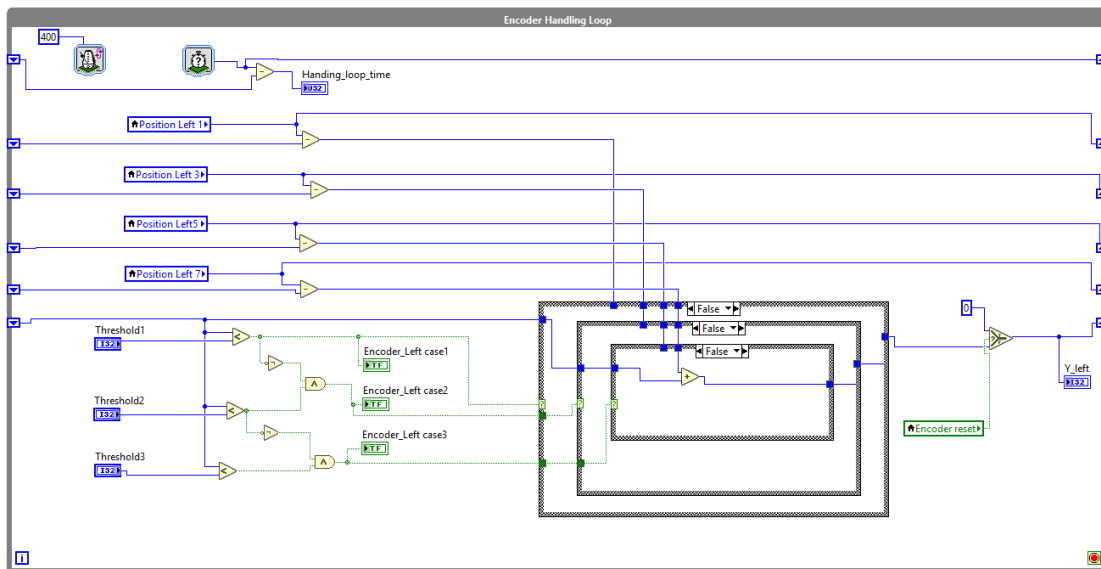 Encoder Handling Loop
400
Handing_loop_time
U32
Position Left 1
Position Left 3
Position Left5
Position Left 7
False
False
False
0
Threshold1
I32
Encoder_Left case1
TF
Threshold2
I32
Encoder_Left case2
TF
Threshold3
I32
Encoder_Left case3
TF
Y_left
I32
Encoder reset
i